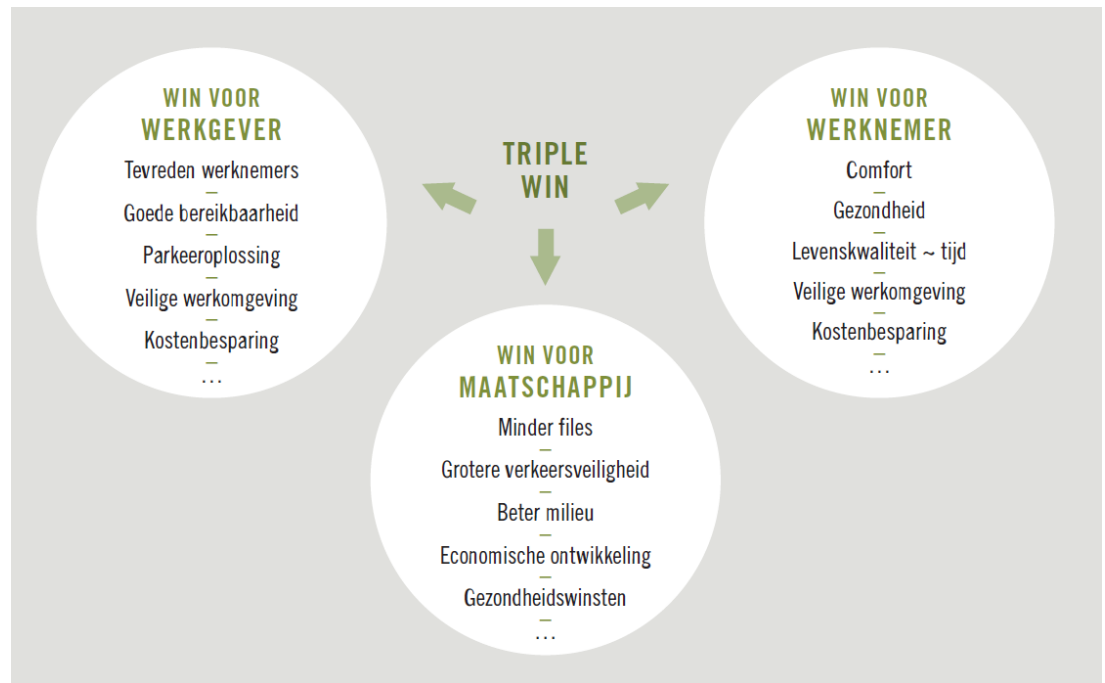 WIN VOOR
WERKGEVER
Tevreden werknemers
–
Goede bereikbaarheid
–
Parkeeroplossing
–
Veilige werkomgeving
–
Kostenbesparing
–
...
TRIPLE
WIN
WIN VOOR
WERKNEMER
Comfort
–
Gezondheid
–
Levenskwaliteit ~ tijd
–
Veilige werkomgeving
–
Kostenbesparing
–
...
WIN VOOR
MAATSCHAPPIJ
Minder files
–
Grotere verkeersveiligheid
–
Beter milieu
–
Economische ontwikkeling
–
Gezondheidswinsten
–
...